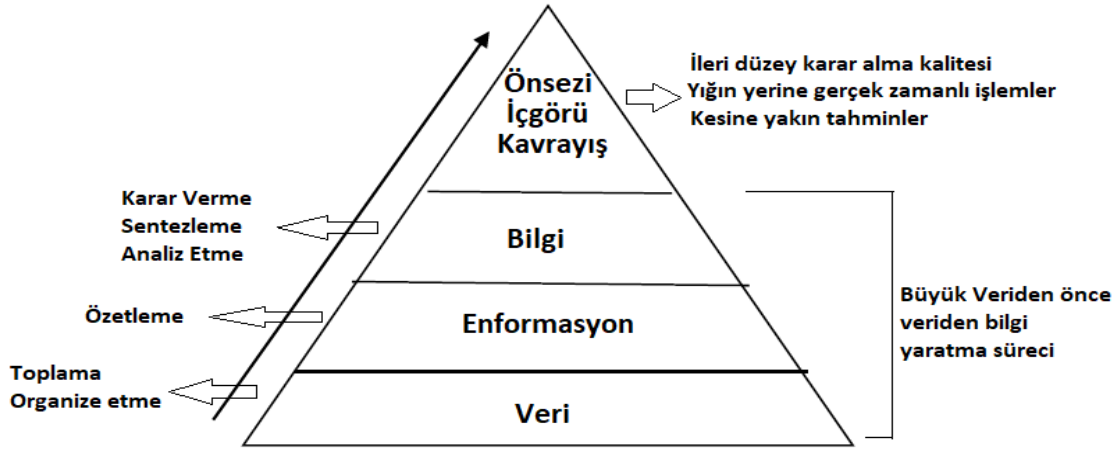 Önsezi
İçgörü
Kavrayış
İleri düzey karar alma kalitesi
Yığın yerine gerçek zamanlı işlemler
Kesine yakın tahminler
Karar Verme
Sentezleme
Analiz Etme
Bilgi
Özetleme
Enformasyon
Büyük Veriden önce
veriden bilgi
yaratma süreci
Toplama
Organize etme
Veri